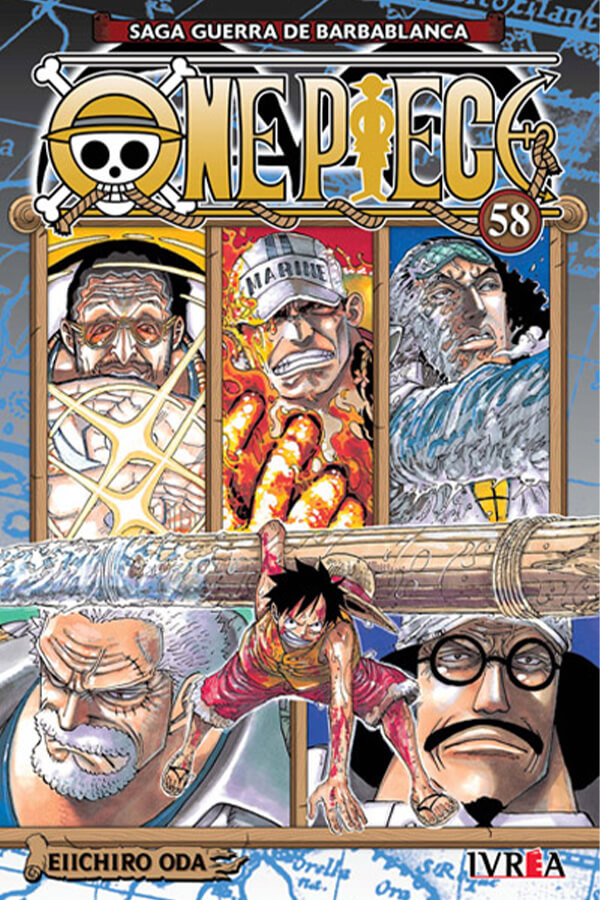 SAGA GUERRA DE BARBABLANCA
ONE PIECE
58
MARINE
EIICHIRO ODA
IVREA